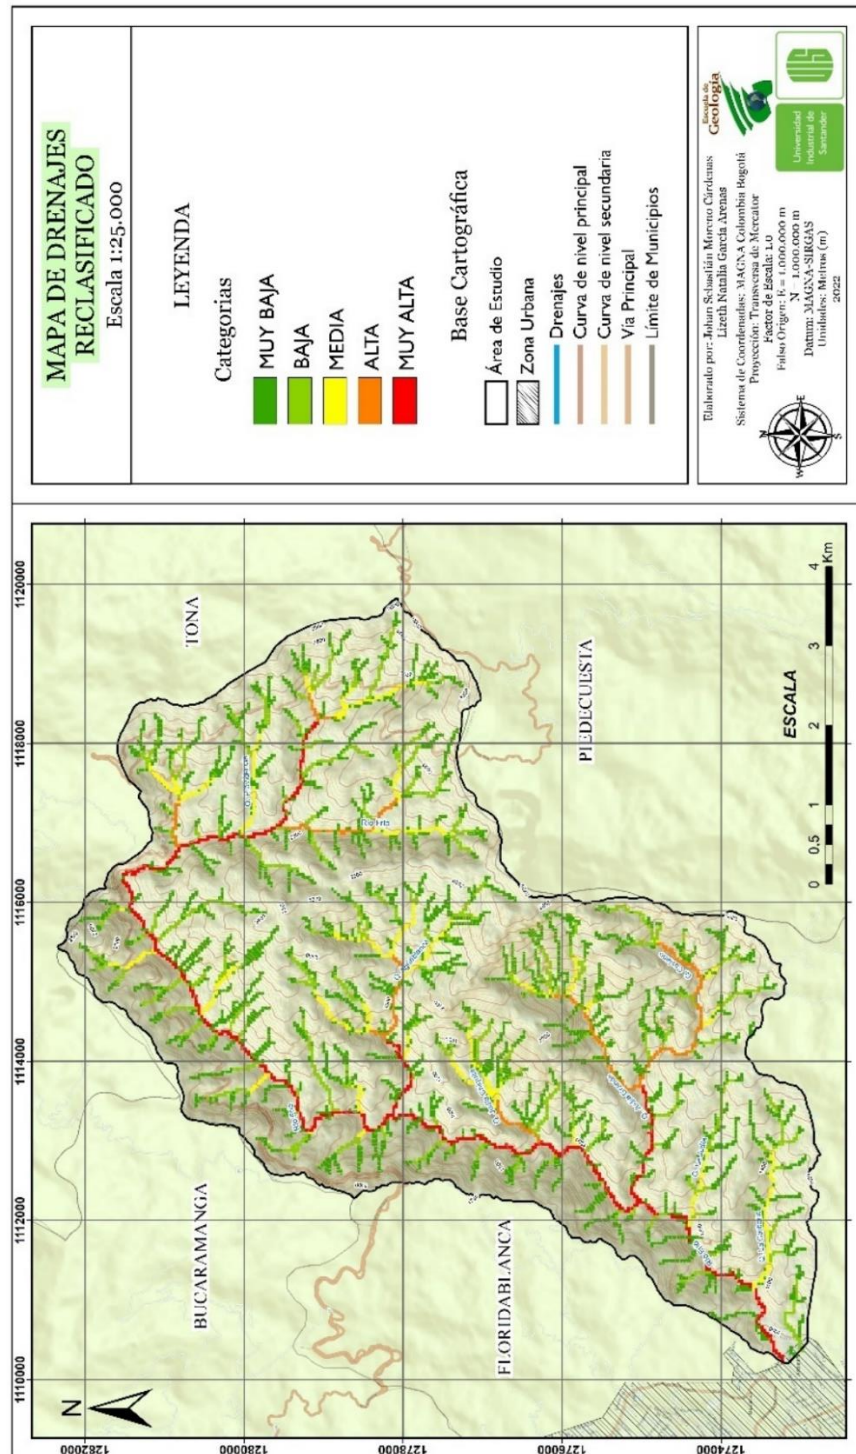 MAPA DE DRENAJES
RECLASIFICADO
Escala 1:25.000
LEYENDA
Categorias
MUY BAJA
BAJA
MEDIA
ALTA
MUY ALTA
Base Cartográfica
Área de Estudio
Zona Urbana
Drenajes
Curva de nivel principal
Curva de nivel secundaria
Vía Principal
Límite de Municipios
Elaborado por: Johan Sebastián Moreno Cárdenas
Lizeth Natalia García Arenas
Sistema de Coordenadas: MAGNA Colombia Bogotá
Proyección: Transversa de Mercator
Factor de Escala: 1.0
Falso Origen: E = 1.000.000 m
N = 1.000.000 m
Datum: MAGNA-SIRGAS
Unidades: Metros (m)
2022
Escuela de
Geología
UIS
Universidad
Industrial de
Santander
N
E
S
N
BUCARAMANGA
TONA
FLORIDABLANCA
PIEDECUESTA
Río Frío
ESCALA
0 0.5 1 2 3 4
Km
1110000
1112000
1114000
1116000
1118000
1120000
1282000
1280000
1278000
1276000
1274000